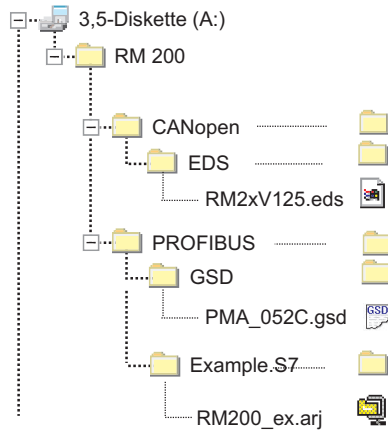 3,5-Diskette (A:)
RM 200
CANopen
EDS
RM2xV125.eds
PROFIBUS
GSD
PMA_052C.gsd GSD
Example.S7
RM200_ex.arj